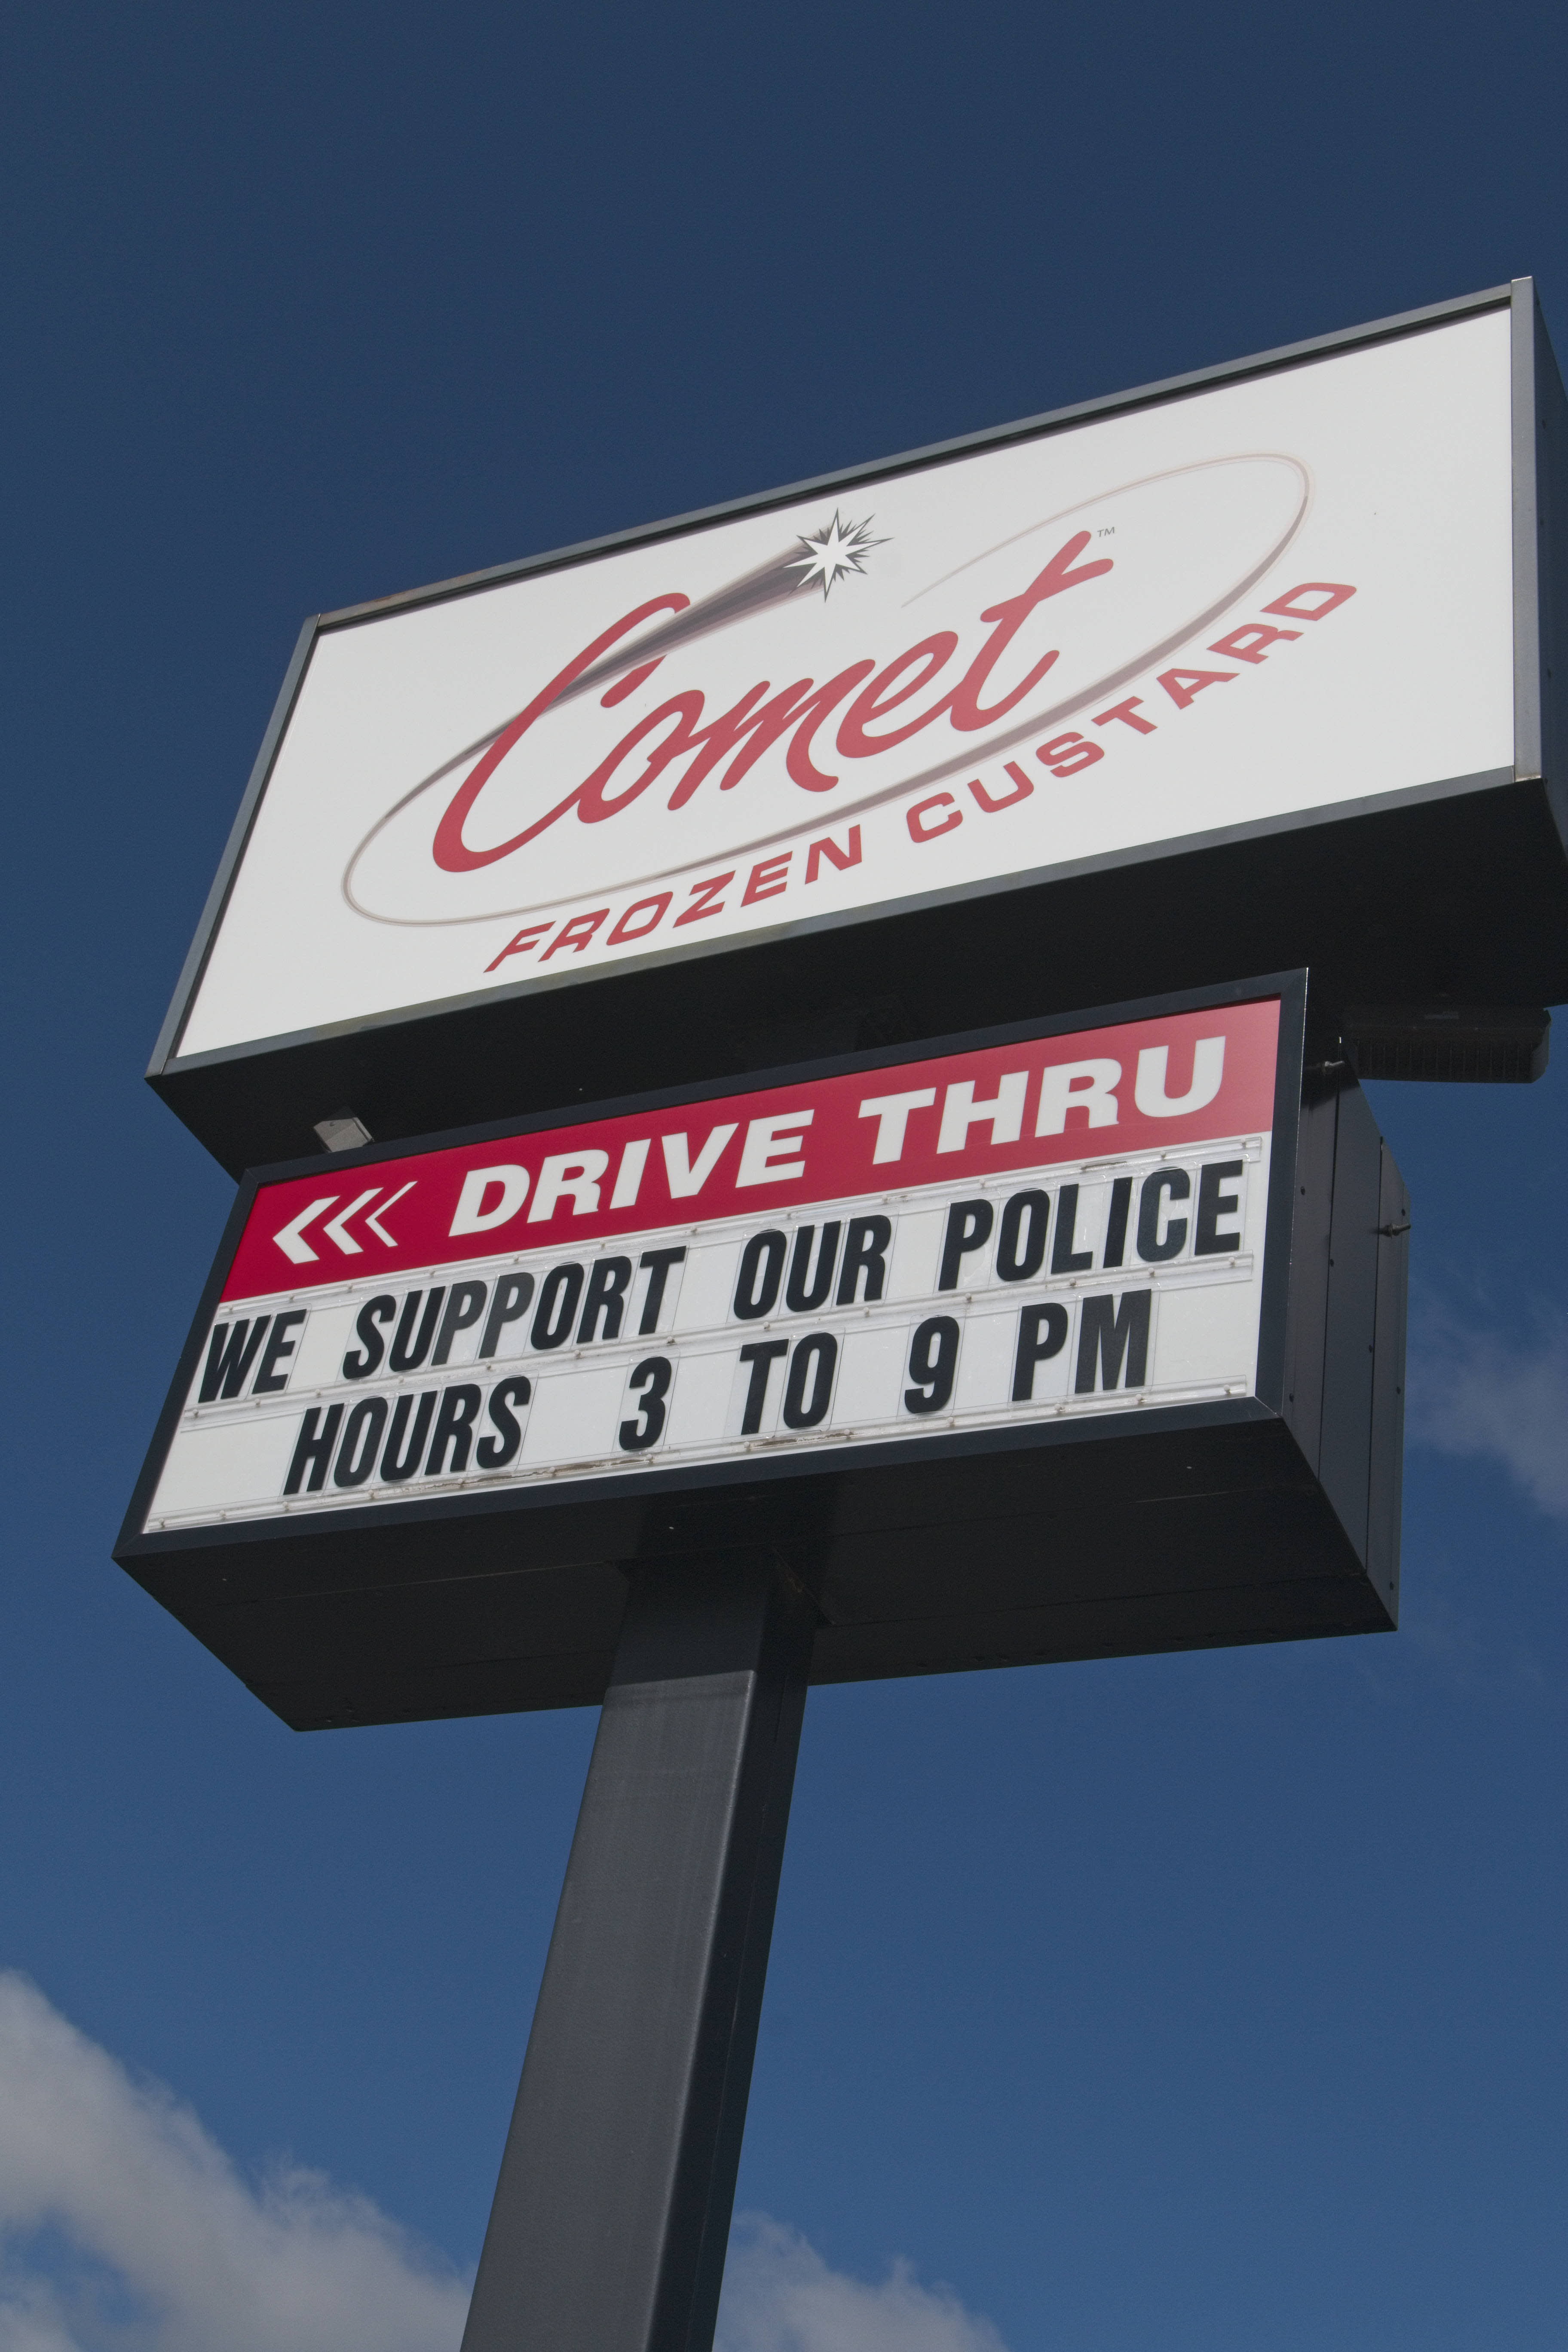 Comet™
FROZEN CUSTARD
DRIVE THRU
WE SUPPORT OUR POLICE
HOURS 3 TO 9 PM